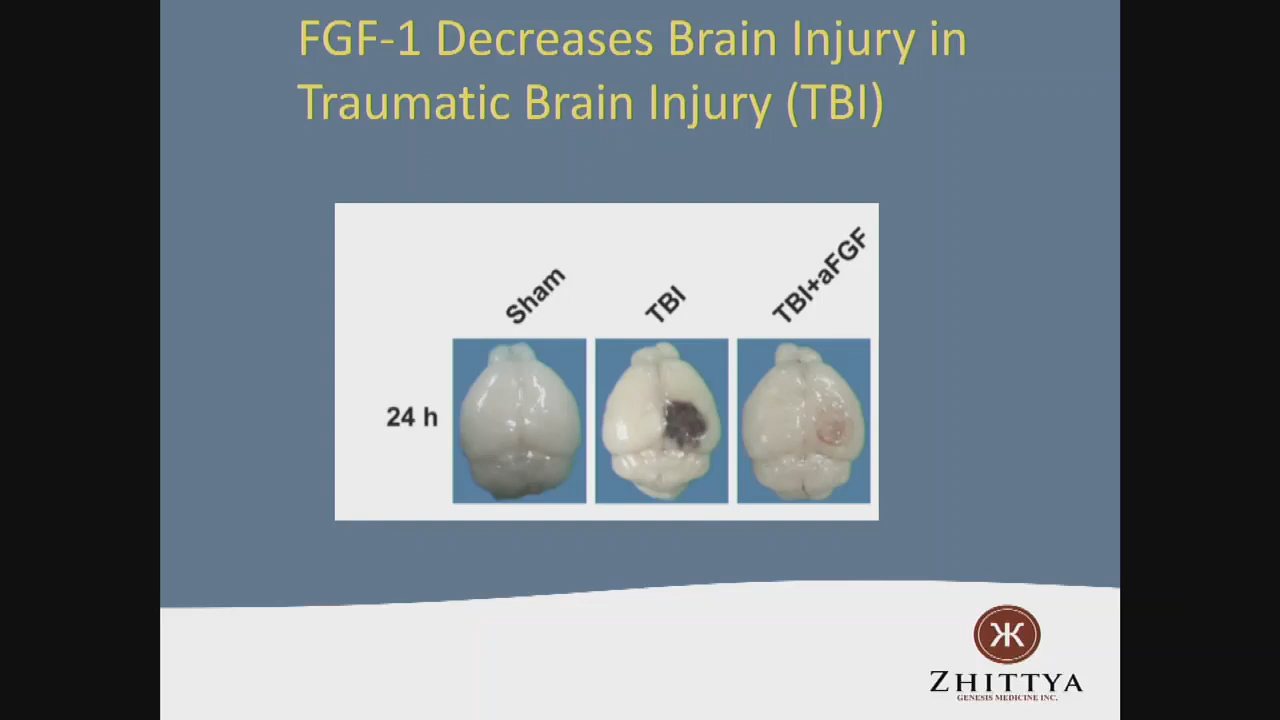 FGF-1 Decreases Brain Injury in
Traumatic Brain Injury (TBI)
Sham
TBI
TBI+aFGF
24 h
ZHITTYA
GENESIS MEDICINE INC.